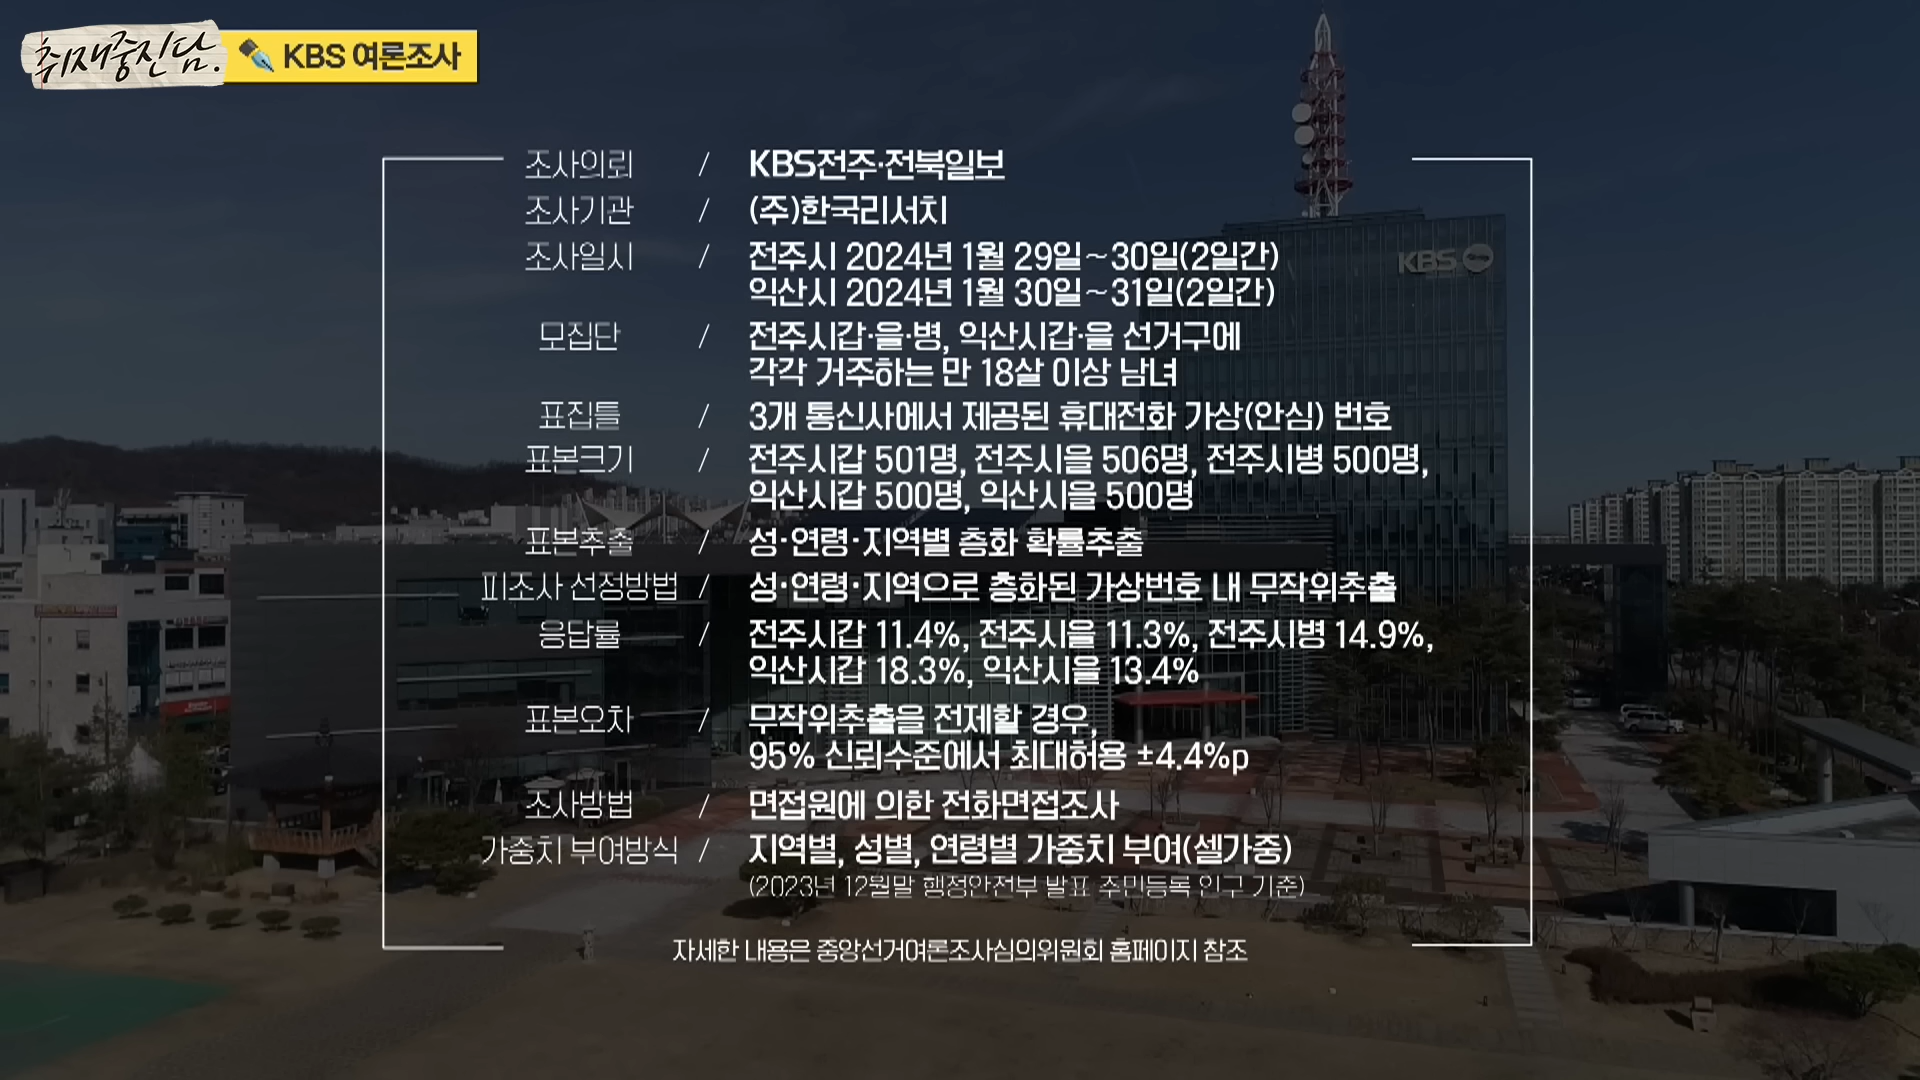 취재중진담.
KBS 여론조사
KBS
조사의뢰 / KBS전주·전북일보
조사기관 / (주)한국리서치
조사일시 / 전주시 2024년 1월 29일~30일(2일간)
익산시 2024년 1월 30일~31일(2일간)
모집단 / 전주시갑·을·병, 익산시갑·을 선거구에
각각 거주하는 만 18살 이상 남녀
표집틀 / 3개 통신사에서 제공된 휴대전화 가상(안심) 번호
표본크기 / 전주시갑 501명, 전주시을 506명, 전주시병 500명,
익산시갑 500명, 익산시을 500명
표본추출 / 성·연령·지역별 층화 확률추출
피조사 선정방법 / 성·연령·지역으로 층화된 가상번호 내 무작위추출
응답률 / 전주시갑 11.4%, 전주시을 11.3%, 전주시병 14.9%,
익산시갑 18.3%, 익산시을 13.4%
표본오차 / 무작위추출을 전제할 경우,
95% 신뢰수준에서 최대허용 ±4.4%p
조사방법 / 면접원에 의한 전화면접조사
가중치 부여방식 / 지역별, 성별, 연령별 가중치 부여(셀가중)
(2023년 12월말 행정안전부 발표 주민등록 인구 기준)
자세한 내용은 중앙선거여론조사심의위원회 홈페이지 참조